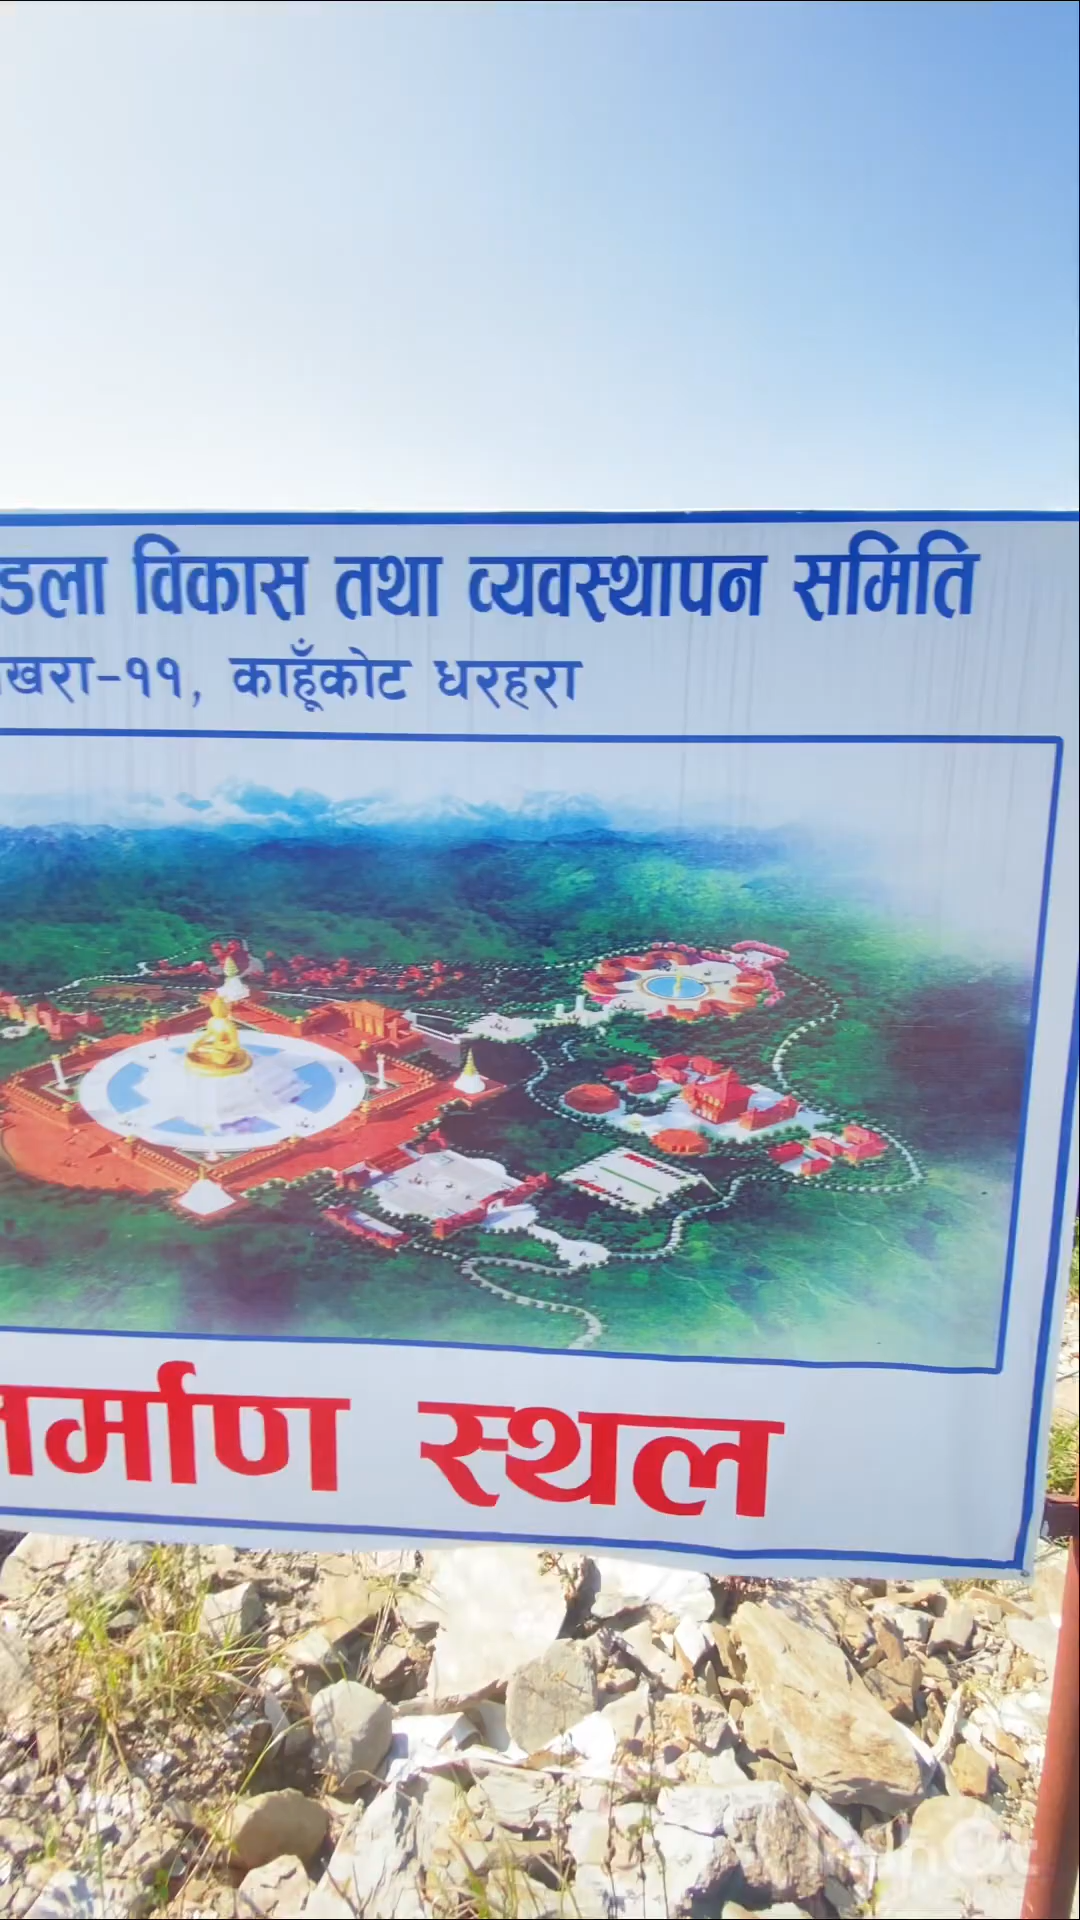 डला विकास तथा व्यवस्थापन समिति
खरा-११, काहूँकोट धरहरा
र्माण स्थल